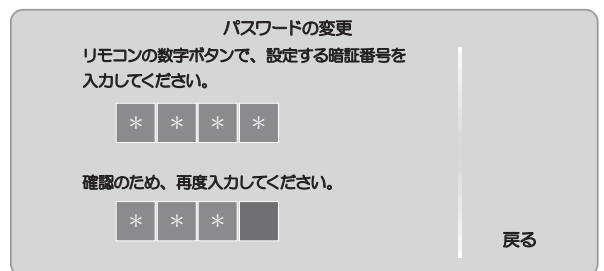 パスワードの変更
リモコンの数字ボタンで、設定する暗証番号を
入力してください。
＊ ＊ ＊ ＊
確認のため、再度入力してください。
＊ ＊ ＊
戻る